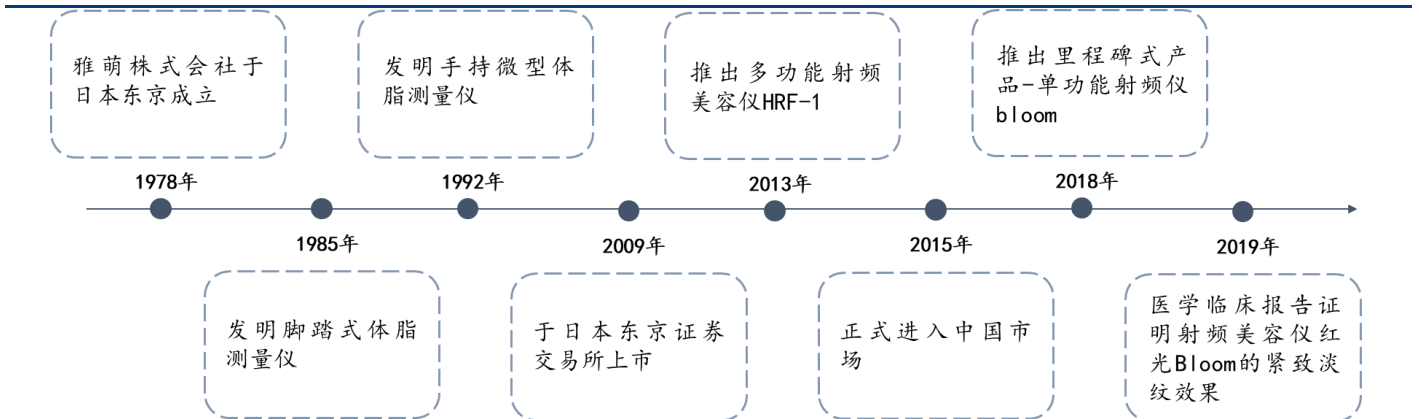 雅萌株式会社于
日本东京成立
发明手持微型体
脂测量仪
推出多功能射频
美容仪HRF-1
推出里程碑式产
品-单功能射频仪
bloom
1978年
1992年
2013年
2018年
1985年
2009年
2015年
2019年
发明脚踏式体脂
测量仪
于日本东京证券
交易所上市
正式进入中国市
场
医学临床报告证
明射频美容仪红
光Bloom的紧致淡
纹效果